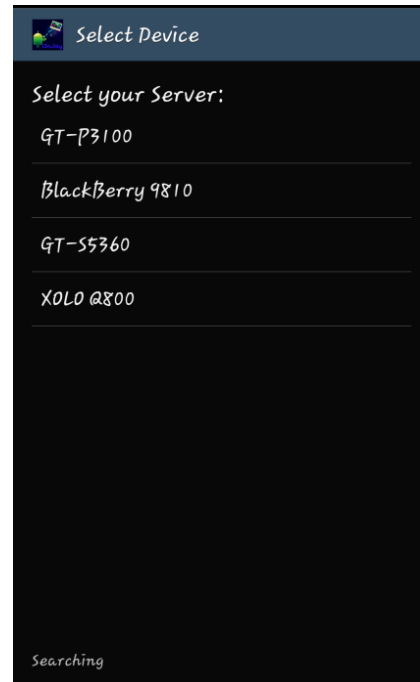 Select Device
Select your Server:
GT-P3100
BlackBerry 9810
GT-S5360
XOLO Q800
Searching